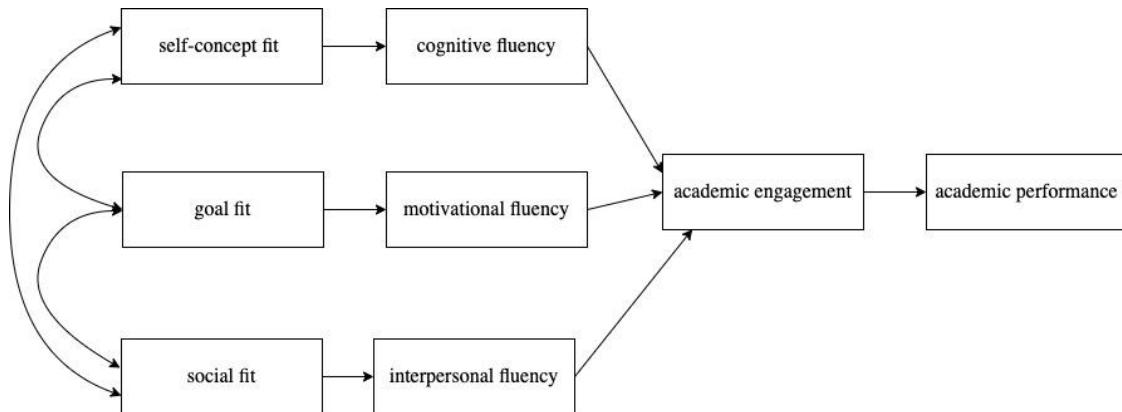 self-concept fit
cognitive fluency
goal fit
motivational fluency
academic engagement
academic performance
social fit
interpersonal fluency